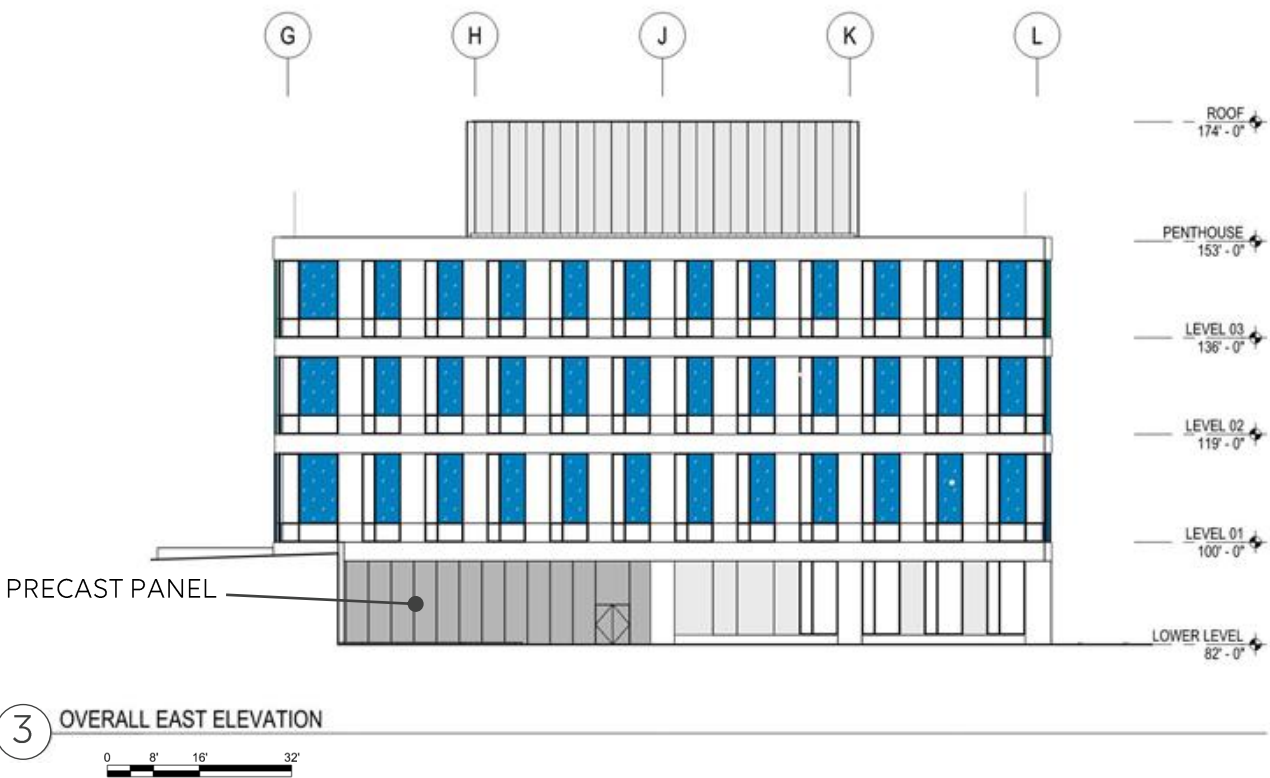 G H J K L
ROOF
174' - 0"
PENTHOUSE
153' - 0"
LEVEL 03
136' - 0"
LEVEL 02
119' - 0"
LEVEL 01
100' - 0"
PRECAST PANEL
LOWER LEVEL
82' - 0"
3 OVERALL EAST ELEVATION
0 8' 16' 32'